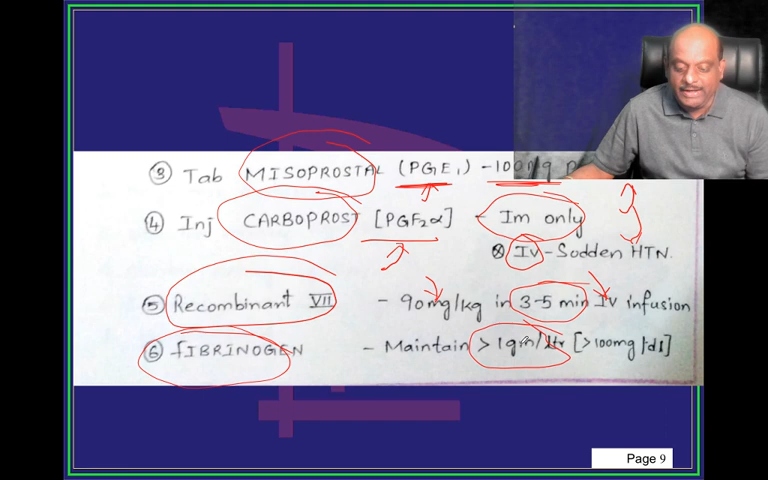 ③ Tab MISOPROSTAL (PGE₁) - 100
④ Inj CARBOPROST [PGF₂α] - Im only
⊗ IV - Sodden HTN.
⑤ Recombinant VII - 90mg/kg in 3-5 min IV infusion
⑥ fIBRINOGEN - Maintain > 1gm/ltr [>100mg/dl]
Page 9